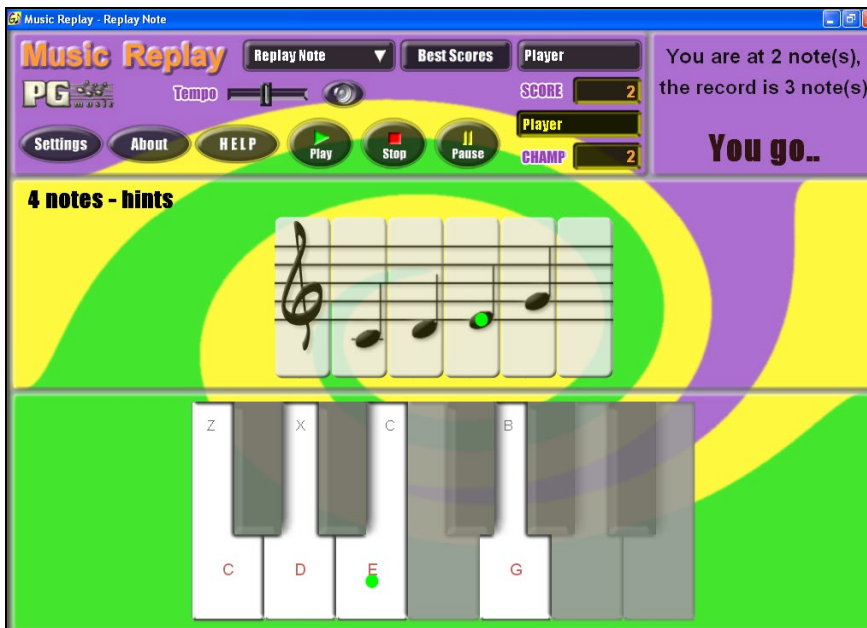 Music Replay - Replay Note
Music Replay
Replay Note
Best Scores
Player
PG music
Tempo
SCORE 2
Player
CHAMP 2
Settings
About
HELP
Play
Stop
Pause
You are at 2 note(s),
the record is 3 note(s)
You go..
4 notes - hints
Z X C B
C D E G